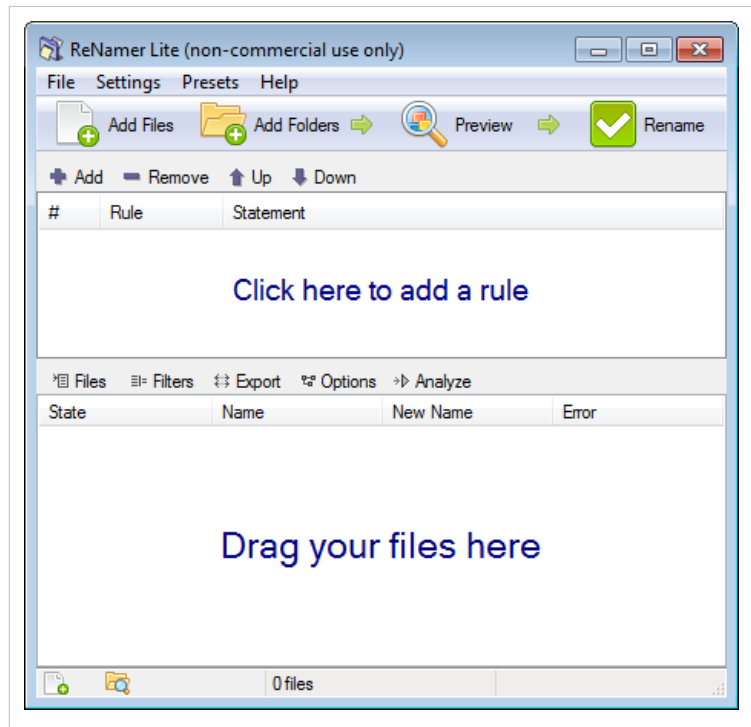 ReNamer Lite (non-commercial use only)
File Settings Presets Help
Add Files Add Folders Preview Rename
Add Remove Up Down
# Rule Statement
Click here to add a rule
Files Filters Export Options Analyze
State Name New Name Error
Drag your files here
0 files